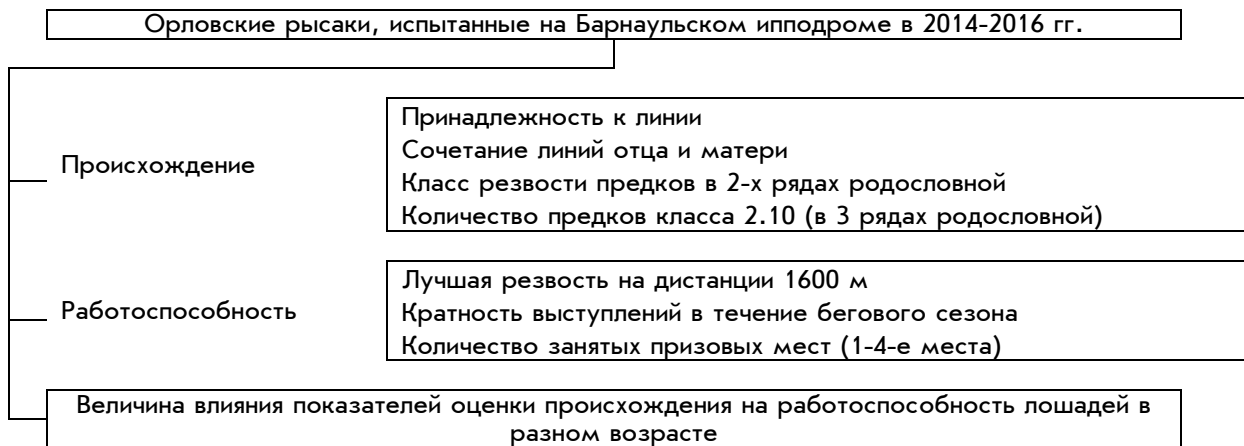 Орловские рысаки, испытанные на Барнаульском ипподроме в 2014-2016 гг.
Происхождение
Принадлежность к линии
Сочетание линий отца и матери
Класс резвости предков в 2-х рядах родословной
Количество предков класса 2.10 (в 3 рядах родословной)
Работоспособность
Лучшая резвость на дистанции 1600 м
Кратность выступлений в течение бегового сезона
Количество занятых призовых мест (1-4-е места)
Величина влияния показателей оценки происхождения на работоспособность лошадей в
разном возрасте